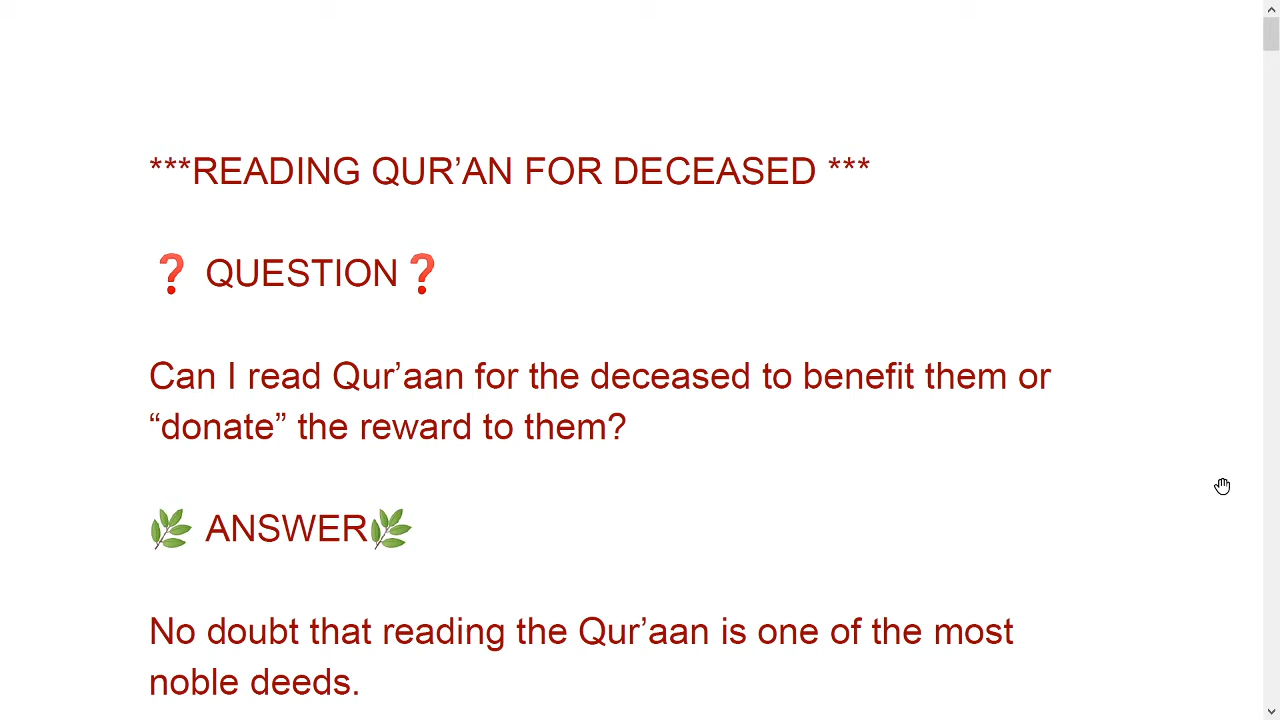 ***READING QUR’AN FOR DECEASED ***
❓ QUESTION❓
Can I read Qur’aan for the deceased to benefit them or
“donate” the reward to them?
🌿 ANSWER🌿
No doubt that reading the Qur’aan is one of the most
noble deeds.